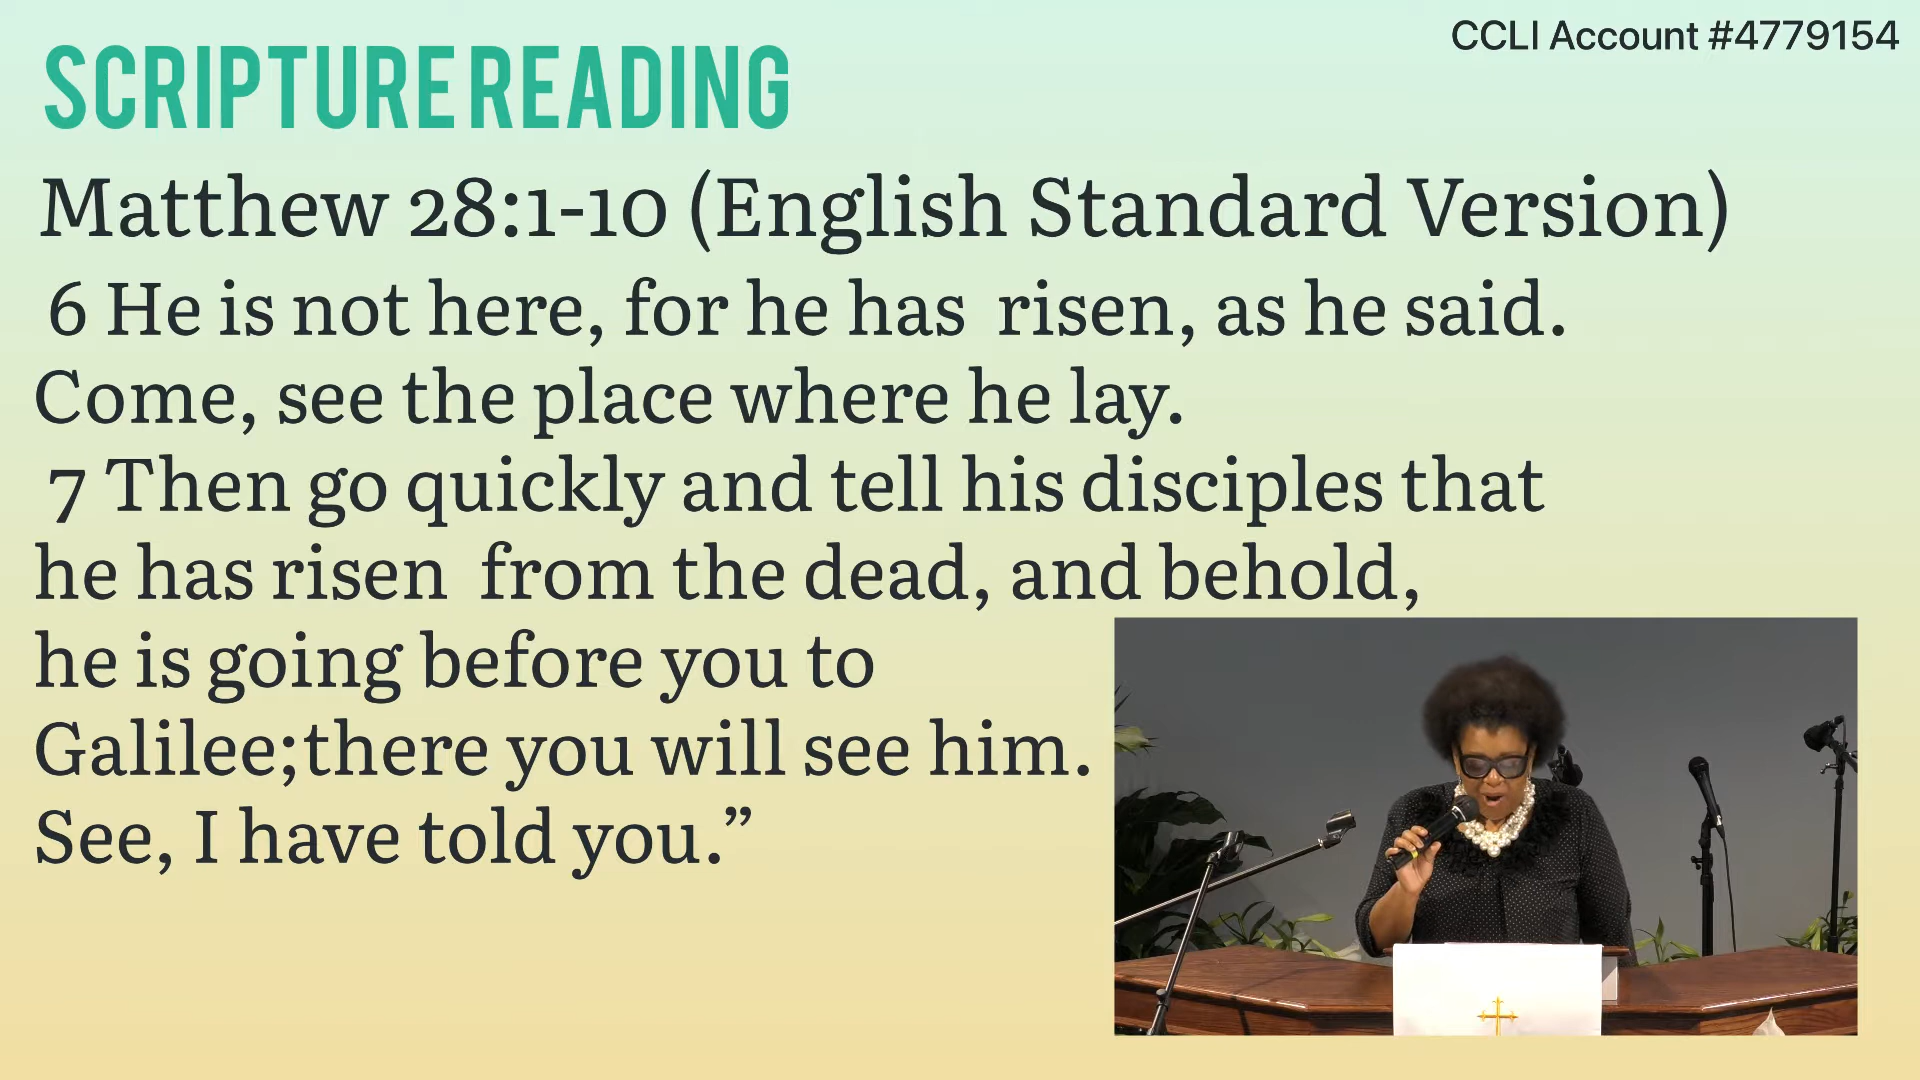 CCLI Account #4779154
SCRIPTURE READING
Matthew 28:1-10 (English Standard Version)
6 He is not here, for he has risen, as he said.
Come, see the place where he lay.
7 Then go quickly and tell his disciples that
he has risen from the dead, and behold,
he is going before you to
Galilee;there you will see him.
See, I have told you.”